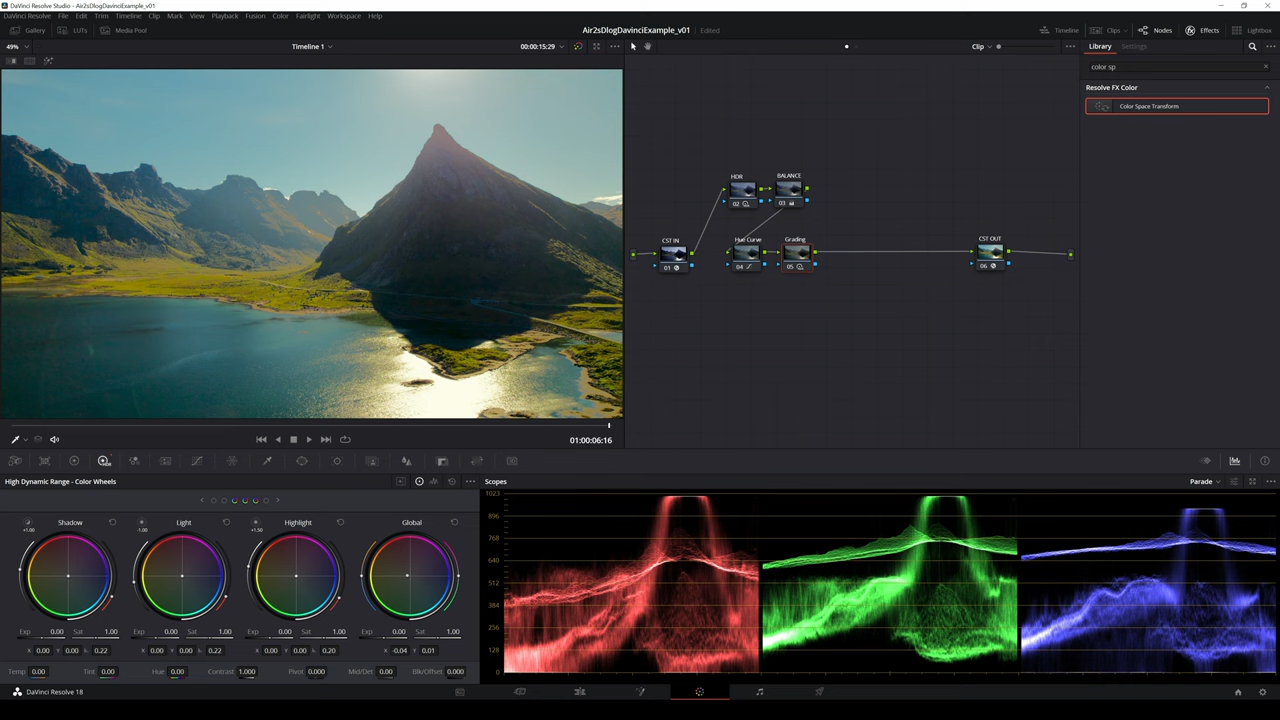 DaVinci Resolve Studio - Air2sDlogDavinciExample_v01
DaVinci Resolve File Edit Trim Timeline Clip Mark View Playback Fusion Color Fairlight Workspace Help
Gallery LUTs Media Pool Air2sDlogDavinciExample_v01 Edited Timeline Clips Nodes Effects Lightbox
49% Timeline 1 00:00:15:29 Clip Library Settings
color sp
Resolve FX Color
Color Space Transform
HDR BALANCE
02 03
CST IN Hue Curve Grading CST OUT
01 04 05 06
01:00:06:16
High Dynamic Range - Color Wheels Scopes Parade
Shadow Light Highlight Global
+1.00 -1.00 +1.50
Exp 0.00 Sat 1.00 Exp 0.00 Sat 1.00 Exp 0.00 Sat 1.00 Exp 0.00 Sat 1.00
X 0.00 Y 0.00 0.22 X 0.00 Y 0.00 0.22 X 0.00 Y 0.00 0.20 X -0.04 Y 0.01
Temp 0.00 Tint 0.00 Hue 0.00 Contrast 1.000 Pivot 0.000 Mid/Det 0.00 Blk/Offset 0.000
1023
896
768
640
512
384
256
128
0
DaVinci Resolve 18